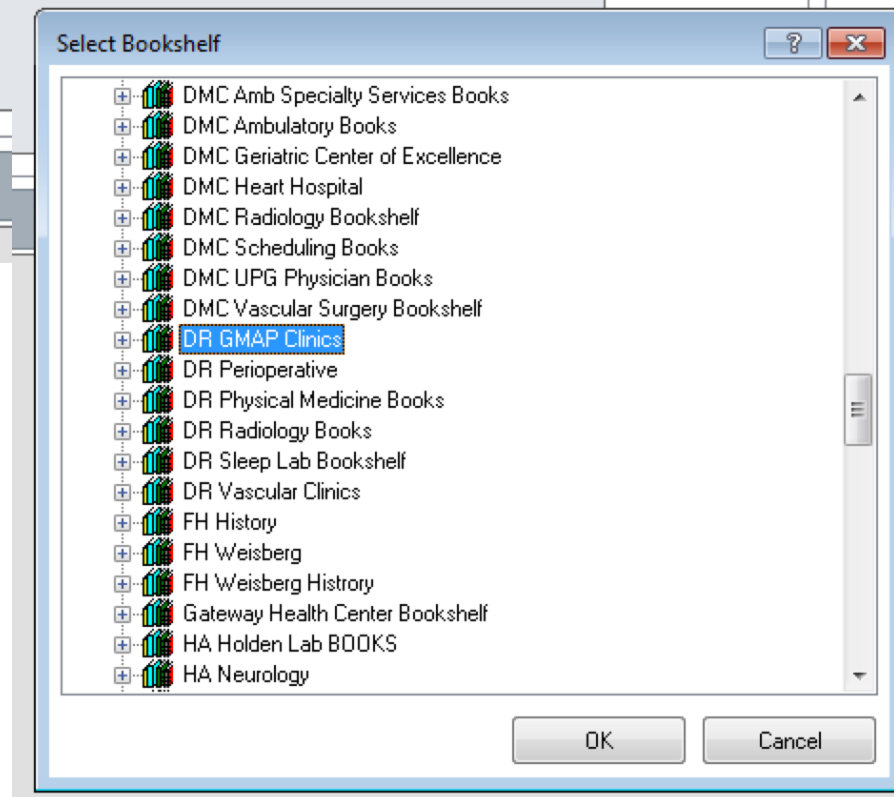 Select Bookshelf
DMC Amb Specialty Services Books
DMC Ambulatory Books
DMC Geriatric Center of Excellence
DMC Heart Hospital
DMC Radiology Bookshelf
DMC Scheduling Books
DMC UPG Physician Books
DMC Vascular Surgery Bookshelf
DR GMAP Clinics
DR Perioperative
DR Physical Medicine Books
DR Radiology Books
DR Sleep Lab Bookshelf
DR Vascular Clinics
FH History
FH Weisberg
FH Weisberg Histrory
Gateway Health Center Bookshelf
HA Holden Lab BOOKS
HA Neurology
OK Cancel